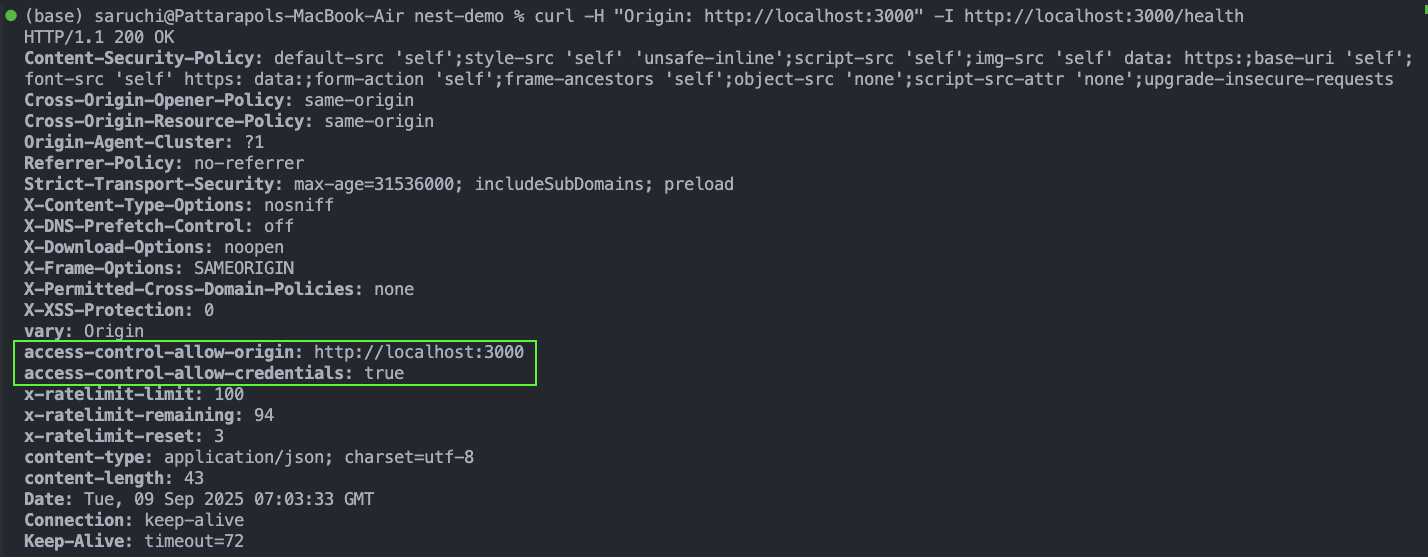 (base) saruchi@Pattarapols-MacBook-Air nest-demo % curl -H "Origin: http://localhost:3000" -I http://localhost:3000/health
HTTP/1.1 200 OK
Content-Security-Policy: default-src 'self';style-src 'self' 'unsafe-inline';script-src 'self';img-src 'self' data: https:;base-uri 'self';
font-src 'self' https: data:;form-action 'self';frame-ancestors 'self';object-src 'none';script-src-attr 'none';upgrade-insecure-requests
Cross-Origin-Opener-Policy: same-origin
Cross-Origin-Resource-Policy: same-origin
Origin-Agent-Cluster: ?1
Referrer-Policy: no-referrer
Strict-Transport-Security: max-age=31536000; includeSubDomains; preload
X-Content-Type-Options: nosniff
X-DNS-Prefetch-Control: off
X-Download-Options: noopen
X-Frame-Options: SAMEORIGIN
X-Permitted-Cross-Domain-Policies: none
X-XSS-Protection: 0
vary: Origin
access-control-allow-origin: http://localhost:3000
access-control-allow-credentials: true
x-ratelimit-limit: 100
x-ratelimit-remaining: 94
x-ratelimit-reset: 3
content-type: application/json; charset=utf-8
content-length: 43
Date: Tue, 09 Sep 2025 07:03:33 GMT
Connection: keep-alive
Keep-Alive: timeout=72